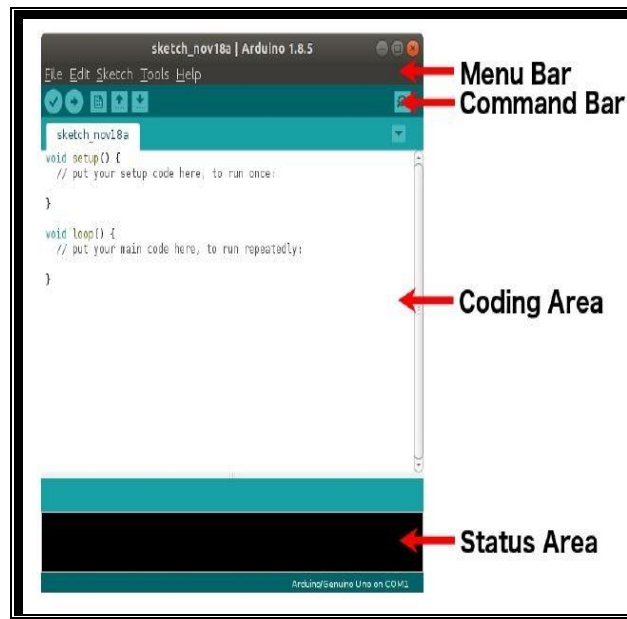 sketch_nov18a | Arduino 1.8.5
File Edit Sketch Tools Help
Menu Bar
Command Bar
sketch_nov18a
void setup() {
// put your setup code here, to run once:
}
void loop() {
// put your main code here, to run repeatedly:
}
Coding Area
Status Area
Arduino/Genuino Uno on COM1